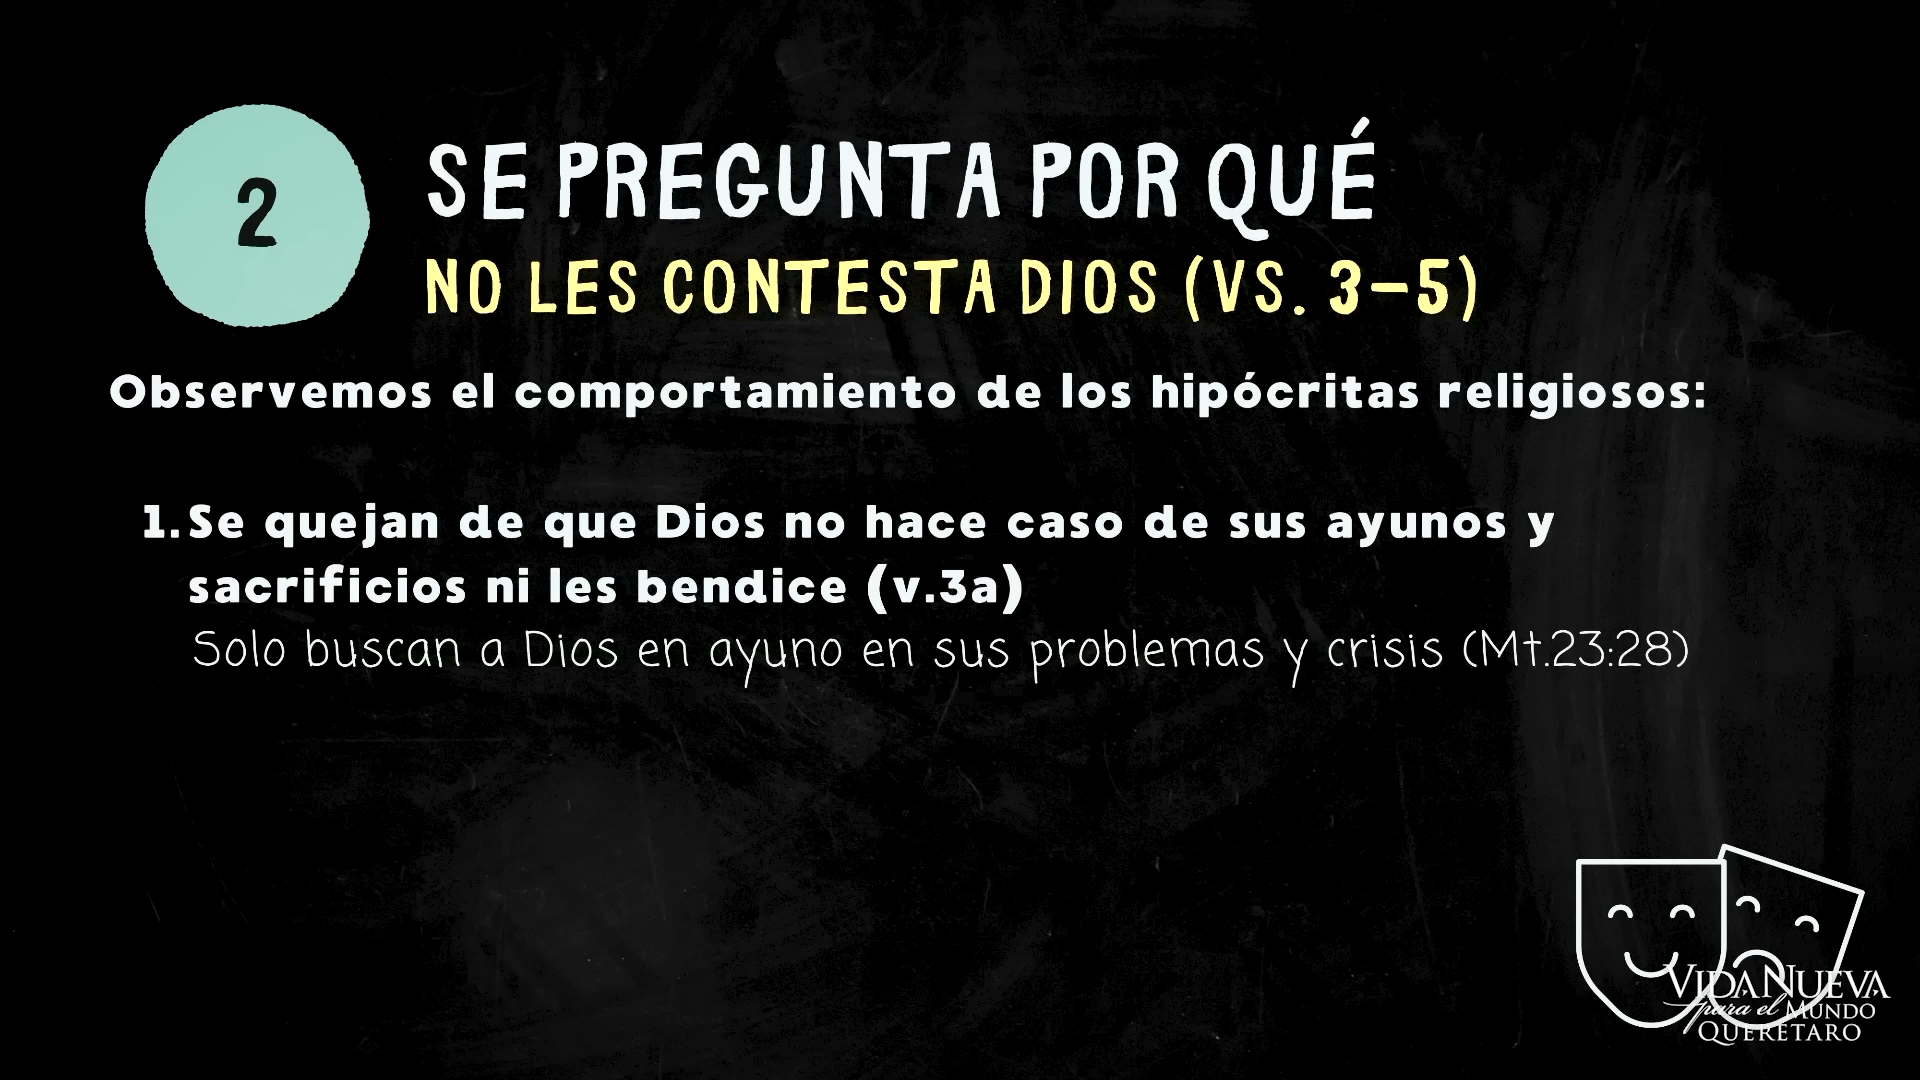 2
SE PREGUNTA POR QUÉ
NO LES CONTESTA DIOS (VS. 3-5)
Observemos el comportamiento de los hipócritas religiosos:
1. Se quejan de que Dios no hace caso de sus ayunos y
sacrificios ni les bendice (v.3a)
Solo buscan a Dios en ayuno en sus problemas y crisis (Mt.23:28)
VIDA NUEVA
para el MUNDO
QUERÉTARO